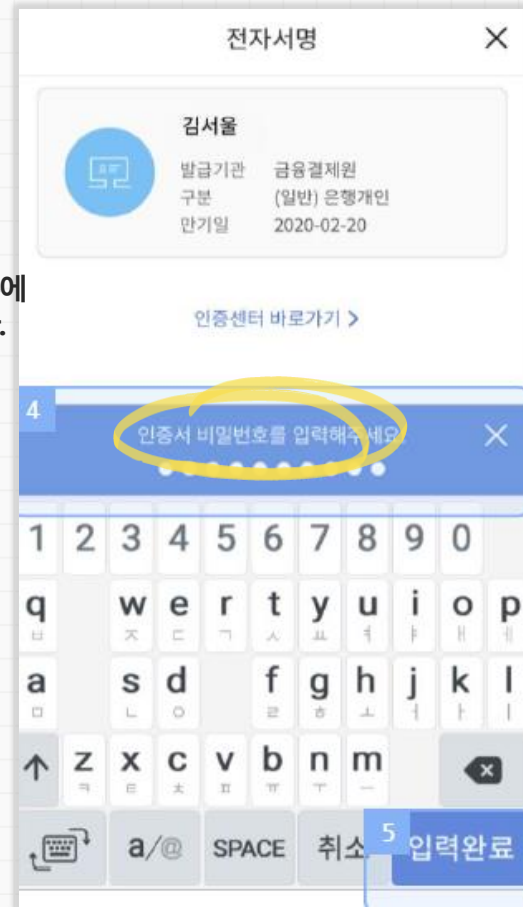 전자서명
김서울
발급기관 금융결제원
구분 (일반) 은행개인
만기일 2020-02-20
에
.
인증센터 바로가기 >
4
인증서 비밀번호를 입력해주세요.
1 2 3 4 5 6 7 8 9 0
q w e r t y u i o p
ㅂ ㅈ ㄷ ㄱ ㅅ ㅛ ㅕ ㅑ ㅐ ㅔ
a s d f g h j k l
ㅁ ㄴ ㅇ ㄹ ㅎ ㅗ ㅓ ㅏ ㅣ
z x c v b n m
ㅋ ㅌ ㅊ ㅍ ㅠ ㅜ ㅡ
a/@ SPACE 취소 5 입력완료